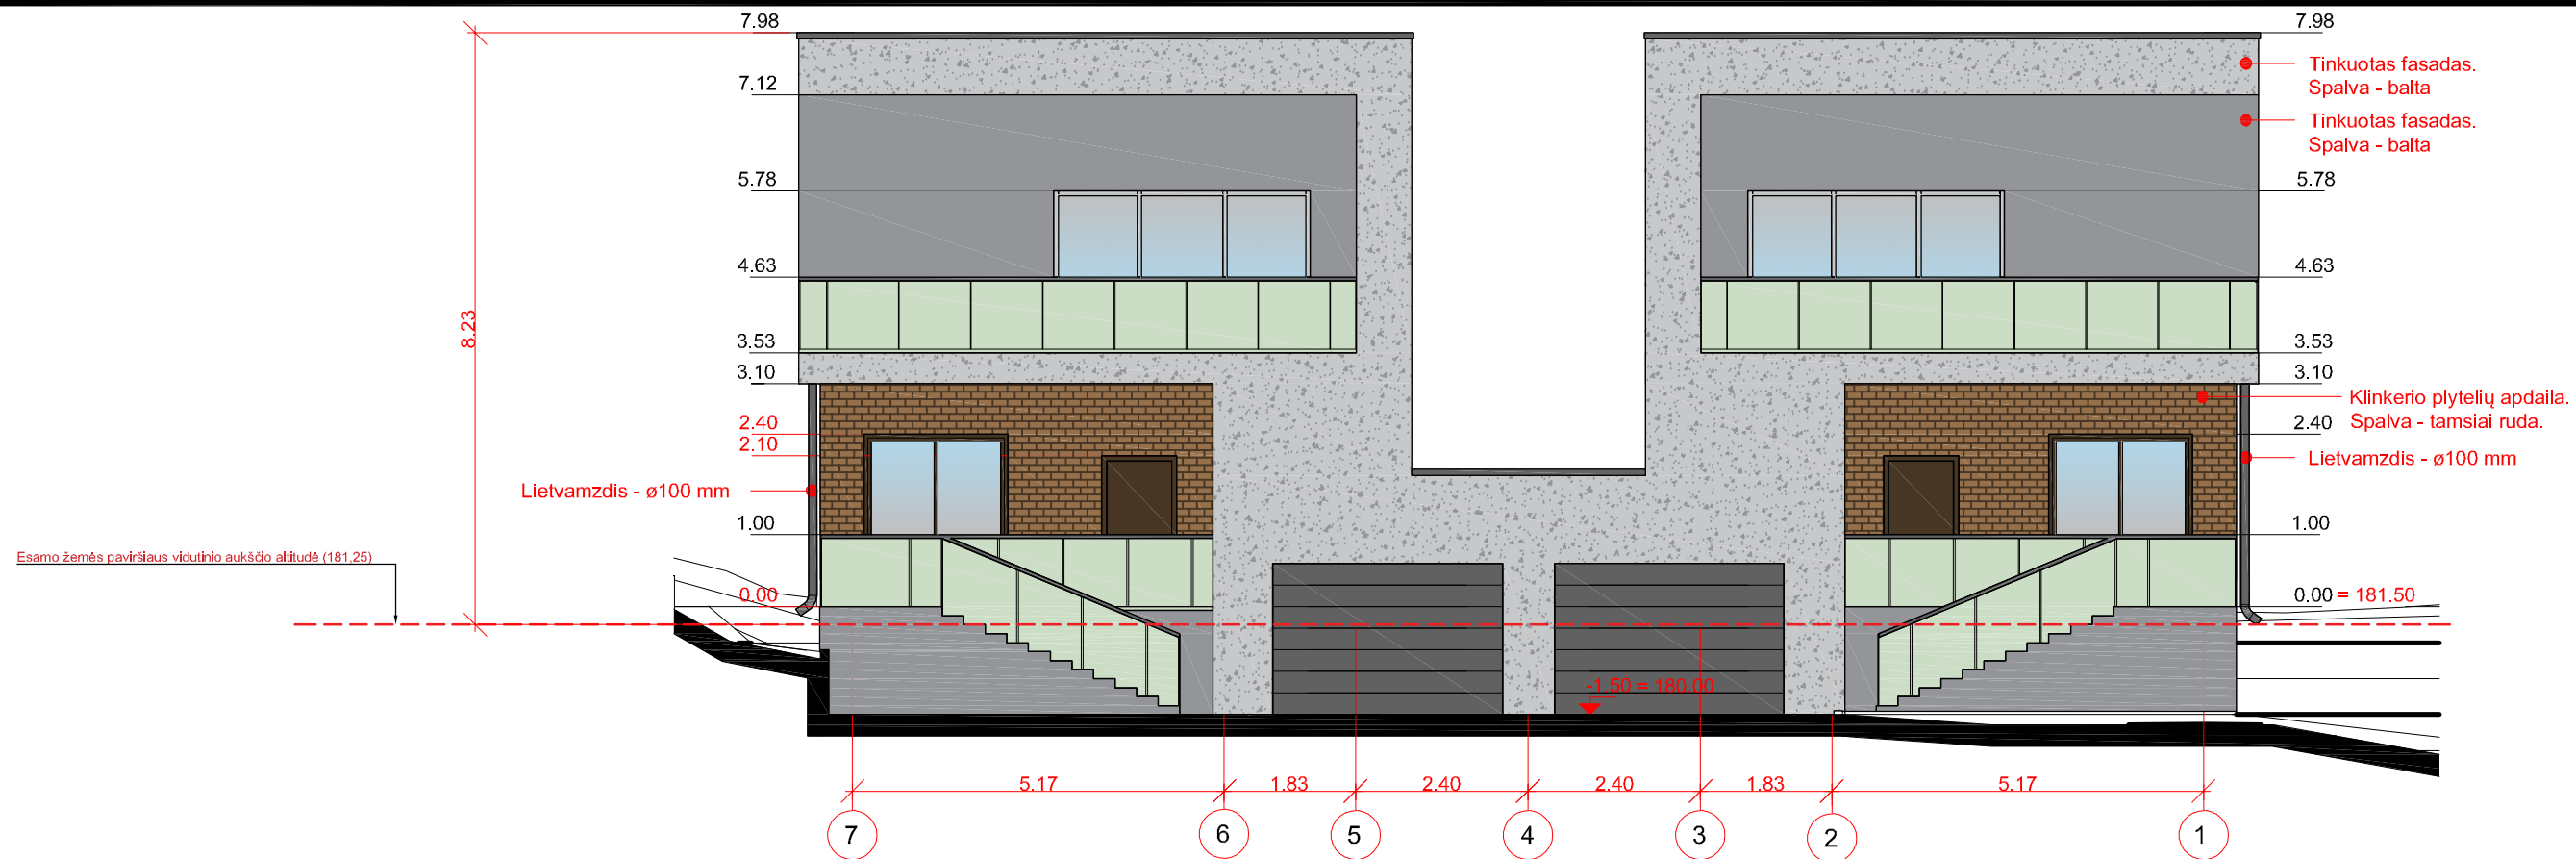 7.98
7.98
Tinkuotas fasadas.
Spalva - balta
7.12
Tinkuotas fasadas.
Spalva - balta
5.78
5.78
4.63
4.63
8.23
3.53
3.53
3.10
3.10
Klinkerio plytelių apdaila.
Spalva - tamsiai ruda.
2.40
2.40
2.10
Lietvamzdis - ø100 mm
Lietvamzdis - ø100 mm
1.00
1.00
Esamo žemės paviršiaus vidutinio aukščio altitudė (181,25)
0.00
0.00 = 181.50
-1.50 = 180.00
5.17
1.83
2.40
2.40
1.83
5.17
7
6
5
4
3
2
1